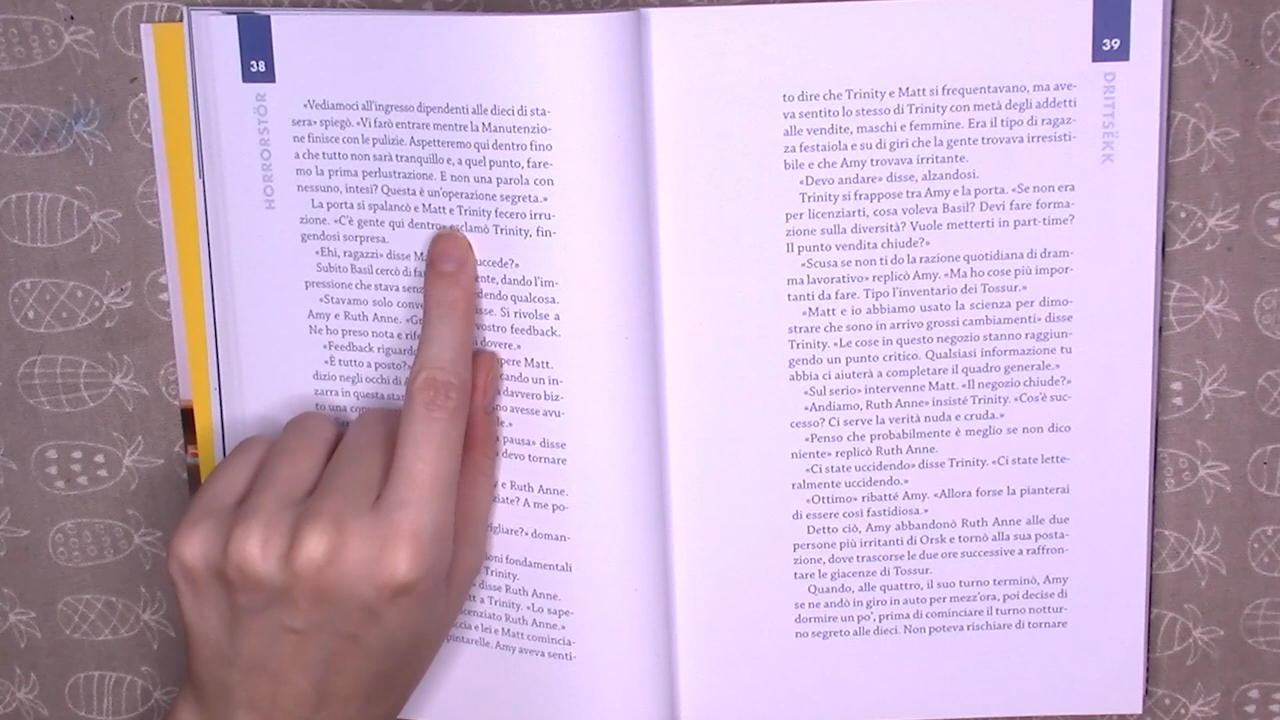 38
HORRORSTÖR
«Vediamoci all'ingresso dipendenti alle dieci di sta-
sera» spiegò. «Vi farò entrare mentre la Manutenzio-
ne finisce con le pulizie. Aspetteremo qui dentro fino
a che tutto non sarà tranquillo e, a quel punto, fare-
mo la prima perlustrazione. E non una parola con
nessuno, intesi? Questa è un'operazione segreta.»
La porta si spalancò e Matt e Trinity fecero irru-
zione. «C'è gente qui dentro» esclamò Trinity, fin-
gendosi sorpresa.
«Ehi, ragazzi» disse
Subito Basil cercò di dando l'im-
pressione che stava
«Stavamo solo qualcosa.
Amy e Ruth Anne. Si rivolse a
Ne ho preso nota e vostro feedback.
«Feedback dovere.»
«È tutto a posto?» Matt.
dizio negli occhi di un in-
zarra in questa davvero biz-
to una avesse avu-
pausa» disse
devo tornare
e Ruth Anne.
A me po-
doman-
fondamentali
Trinity.
disse Ruth Anne.
a Trinity. «Lo sape-
Ruth Anne.»
e lei e Matt comincia-
Amy aveva senti-
39
DRITTSËKK
to dire che Trinity e Matt si frequentavano, ma ave-
va sentito lo stesso di Trinity con metà degli addetti
alle vendite, maschi e femmine. Era il tipo di ragaz-
za festaiola e su di giri che la gente trovava irresisti-
bile e che Amy trovava irritante.
«Devo andare» disse, alzandosi.
Trinity si frappose tra Amy e la porta. «Se non era
per licenziarti, cosa voleva Basil? Devi fare forma-
zione sulla diversità? Vuole metterti in part-time?
Il punto vendita chiude?»
«Scusa se non ti do la razione quotidiana di dram-
ma lavorativo» replicò Amy. «Ma ho cose più impor-
tanti da fare. Tipo l'inventario dei Tossur.»
«Matt e io abbiamo usato la scienza per dimo-
strare che sono in arrivo grossi cambiamenti» disse
Trinity. «Le cose in questo negozio stanno raggiun-
gendo un punto critico. Qualsiasi informazione tu
abbia ci aiuterà a completare il quadro generale.»
«Sul serio» intervenne Matt. «Il negozio chiude?»
«Andiamo, Ruth Anne» insisté Trinity. «Cos'è suc-
cesso? Ci serve la verità nuda e cruda.»
«Penso che probabilmente è meglio se non dico
niente» replicò Ruth Anne.
«Ci state uccidendo» disse Trinity. «Ci state lette-
ralmente uccidendo.»
«Ottimo» ribatté Amy. «Allora forse la pianterai
di essere così fastidiosa.»
Detto ciò, Amy abbandonò Ruth Anne alle due
persone più irritanti di Orsk e tornò alla sua posta-
zione, dove trascorse le due ore successive a raffron-
tare le giacenze di Tossur.
Quando, alle quattro, il suo turno terminò, Amy
se ne andò in giro in auto per mezz'ora, poi decise di
dormire un po', prima di cominciare il turno nottur-
no segreto alle dieci. Non poteva rischiare di tornare